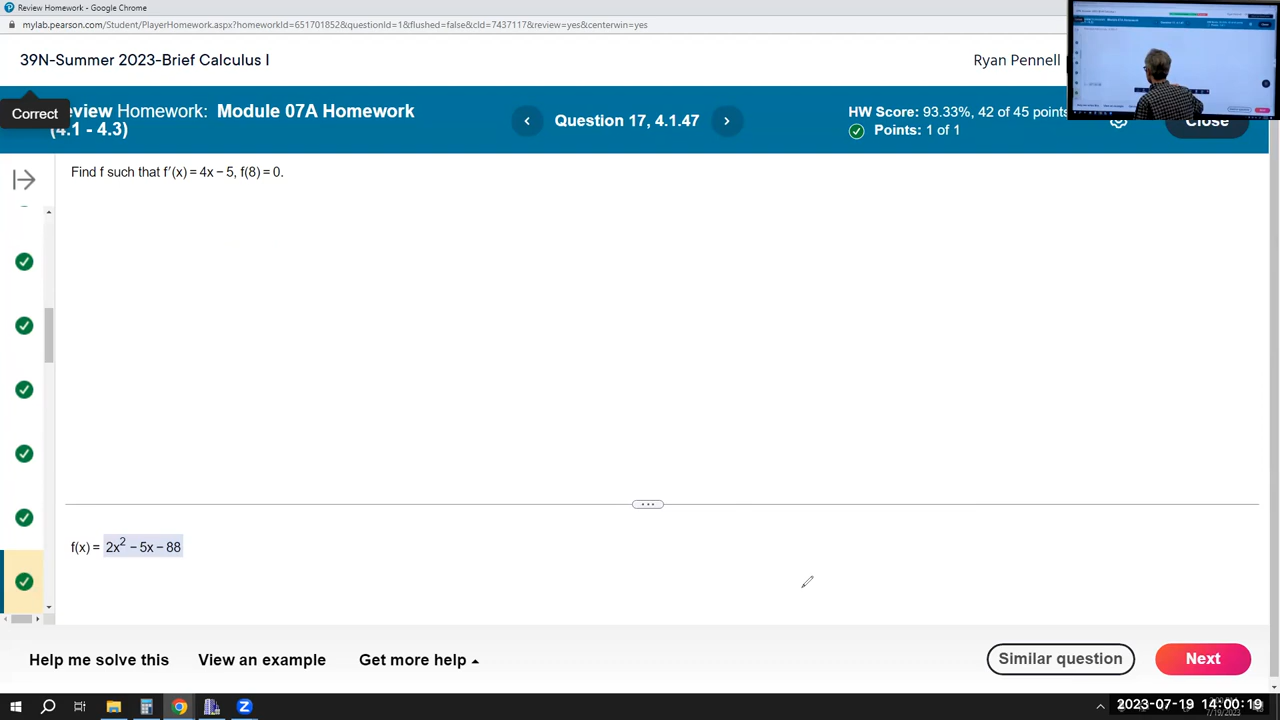 Review Homework - Google Chrome
mylab.pearson.com/Student/PlayerHomework.aspx?homeworkId=651701852&questionId=
flushed=false&cId=7437117&
review=yes&centerwin=yes
39N-Summer 2023-Brief Calculus I
Ryan Pennell
Correct
eview Homework: Module 07A Homework
(4.1 - 4.3)
Question 17, 4.1.47
HW Score: 93.33%, 42 of 45 points
Points: 1 of 1
Close
Find f such that f′(x) = 4x − 5, f(8) = 0.
f(x) = 2x² − 5x − 88
Help me solve this
View an example
Get more help
Similar question
Next
2023-07-19 14:00:19